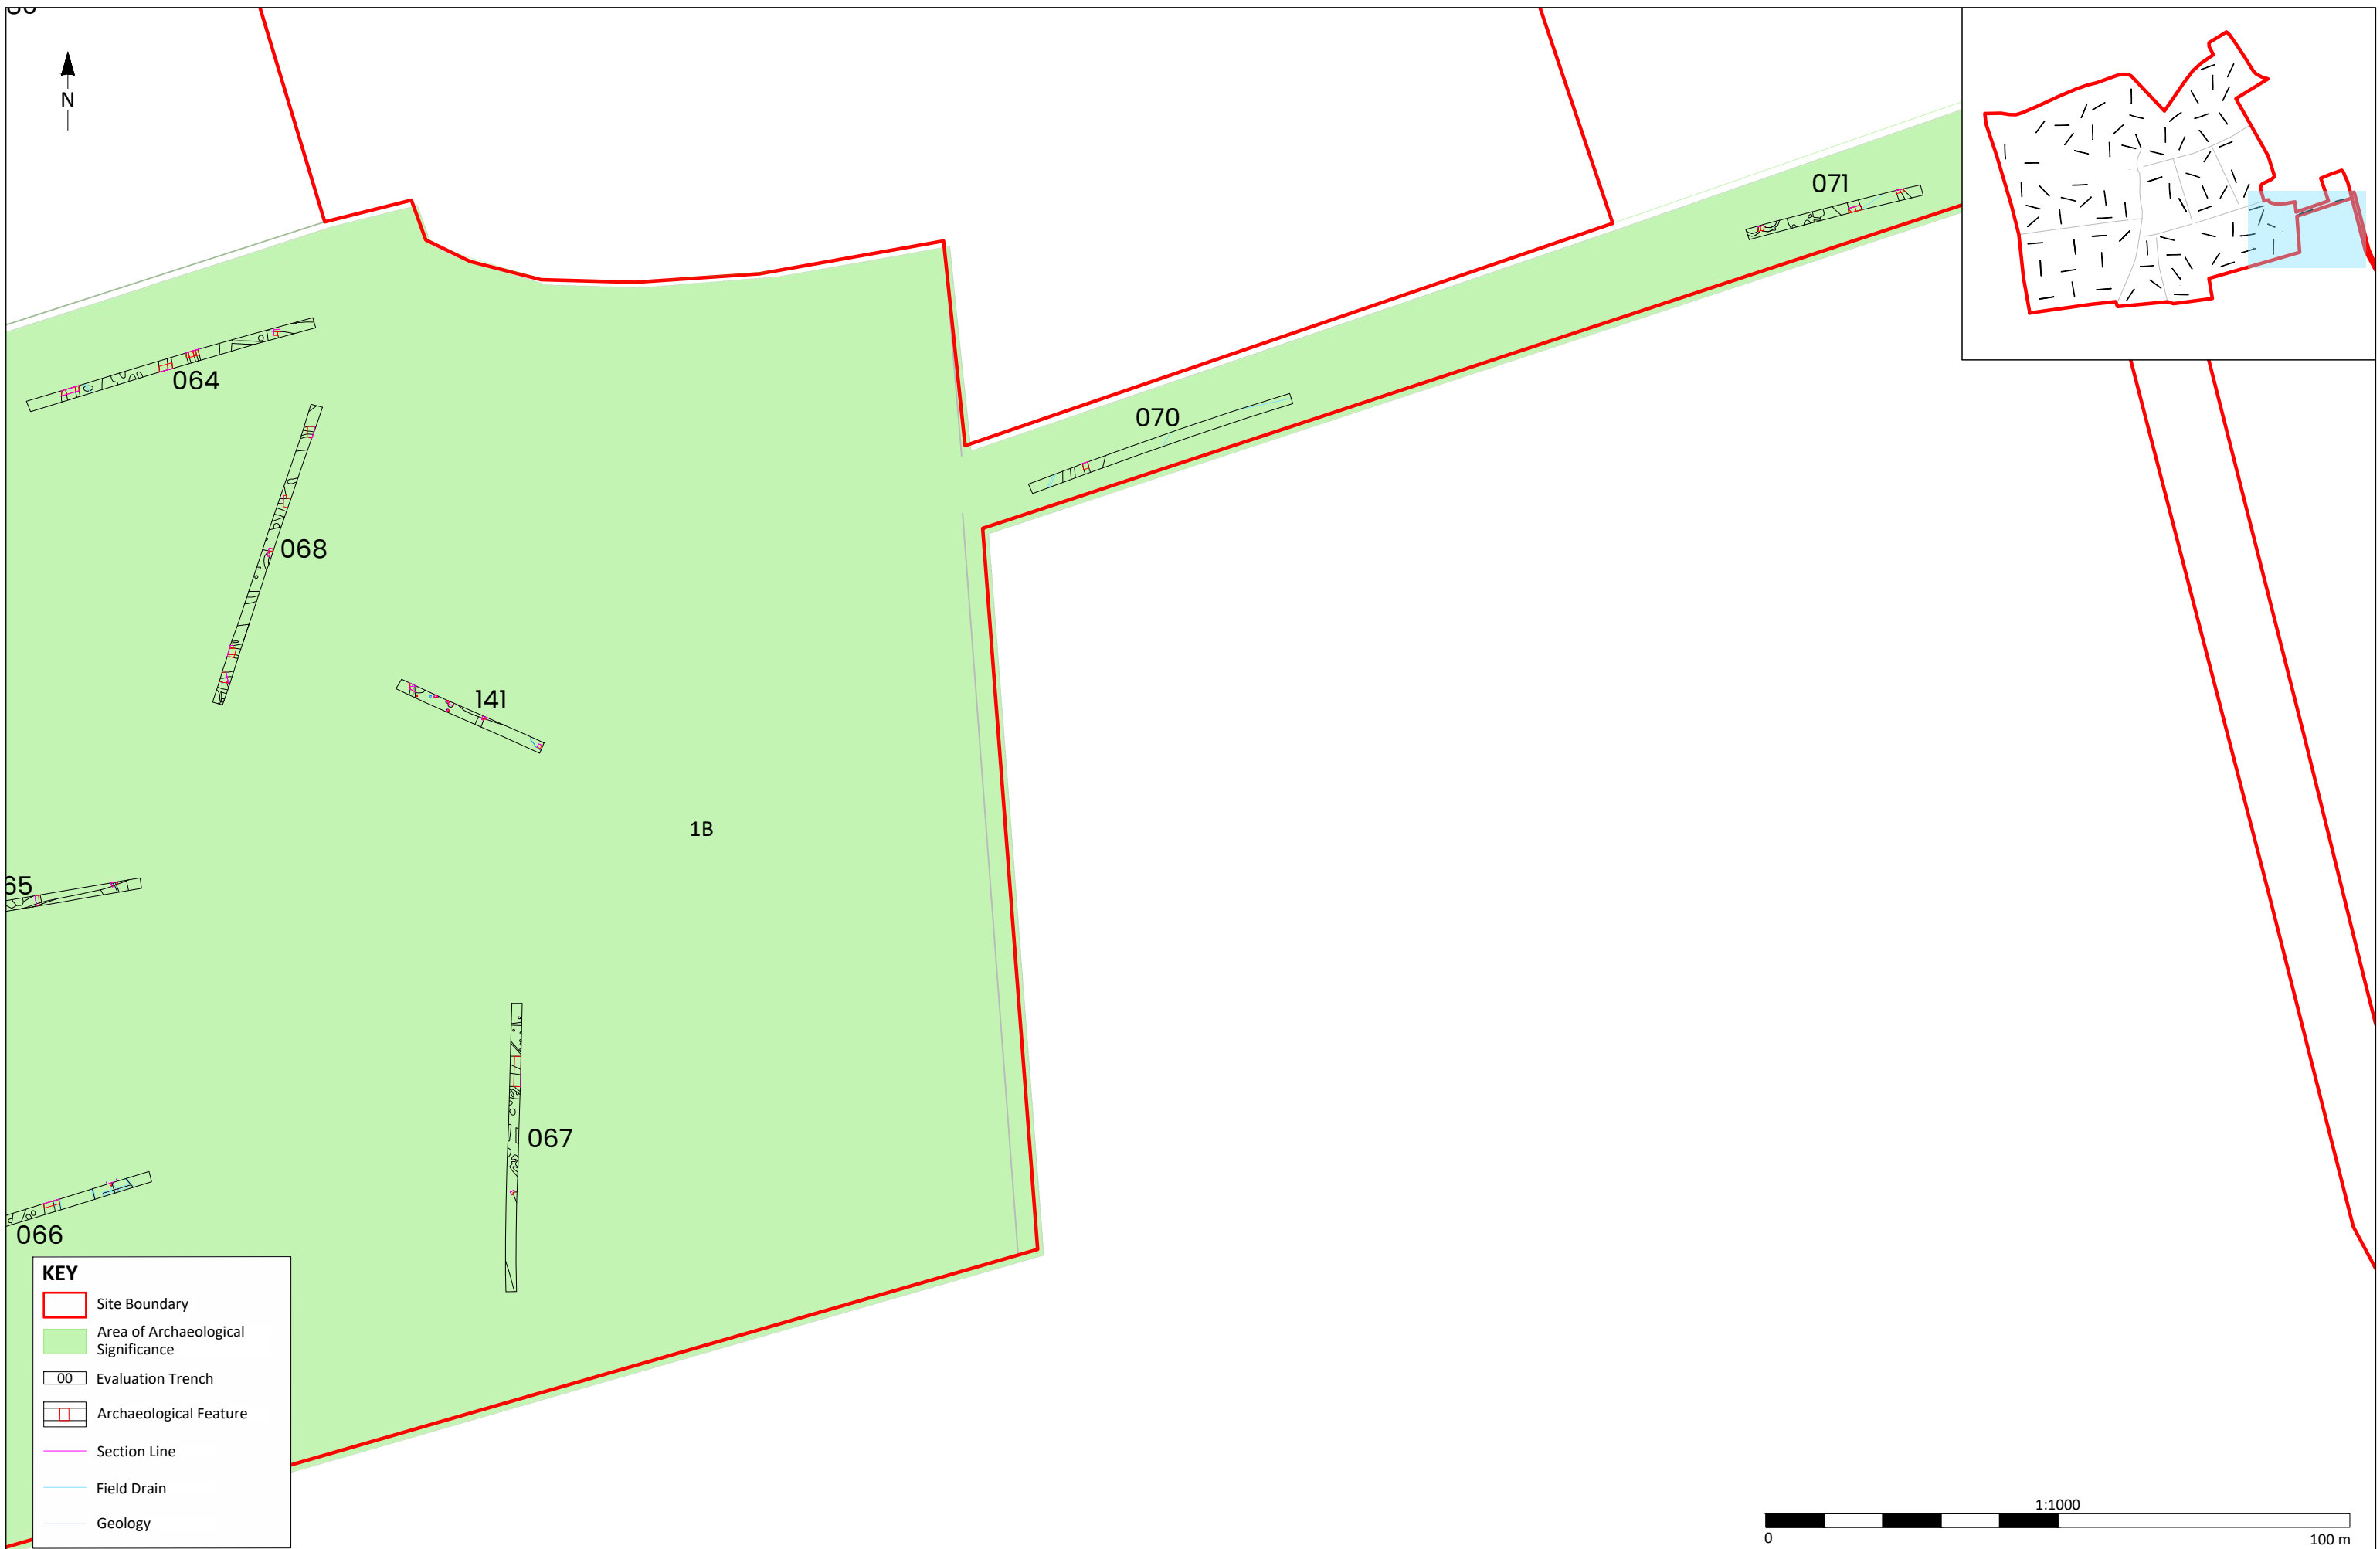 N
071
064
070
068
141
1B
65
067
066
KEY
Site Boundary
Area of Archaeological
Significance
00
Evaluation Trench
Archaeological Feature
Section Line
Field Drain
Geology
1:1000
0
100 m